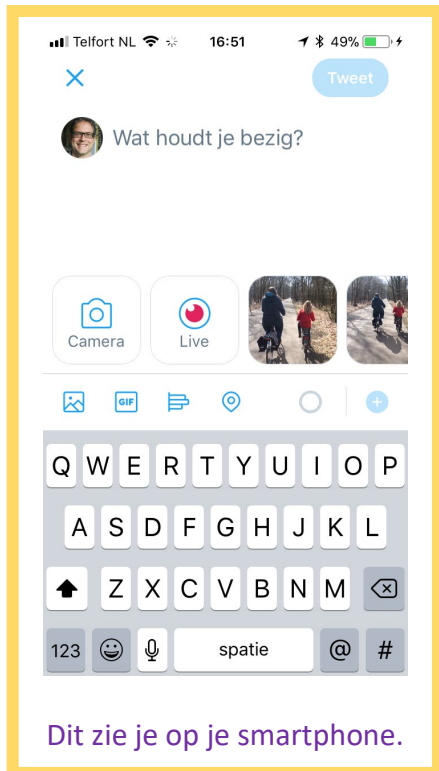 Telfort NL 16:51 49%
Tweet
Wat houdt je bezig?
Camera Live
GIF
Q W E R T Y U I O P
A S D F G H J K L
Z X C V B N M
123 spatie @ #
Dit zie je op je smartphone.